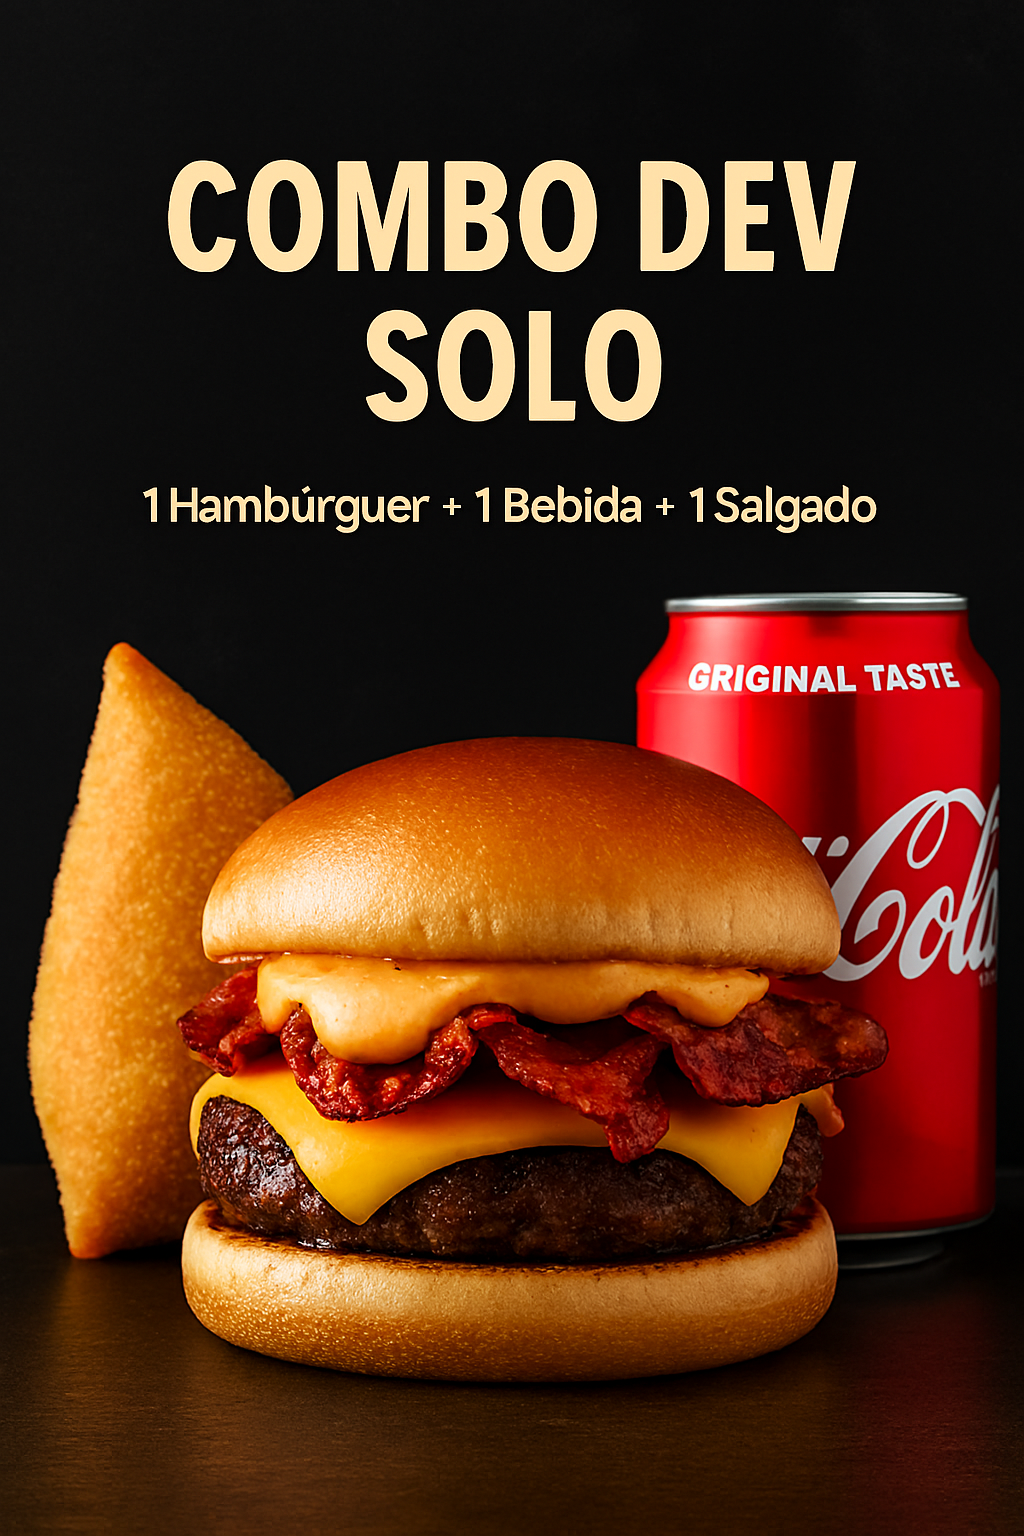 COMBO DEV
SOLO
1 Hambúrguer + 1 Bebida + 1 Salgado
GRIGINAL TASTE
Cola